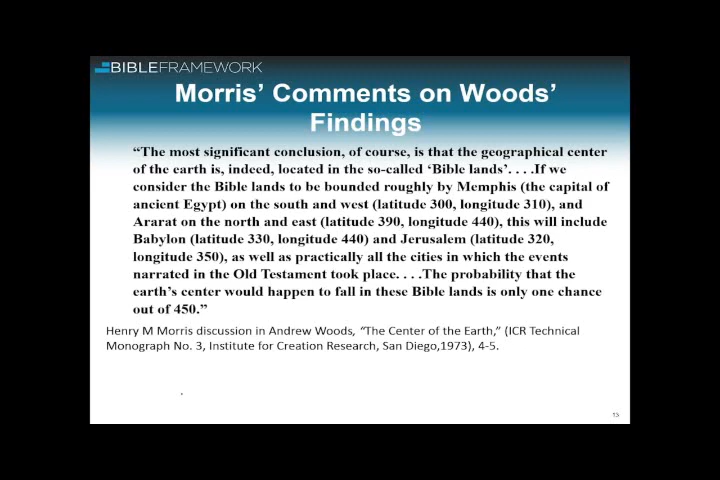 BIBLEFRAMEWORK
Morris’ Comments on Woods’
Findings
“The most significant conclusion, of course, is that the geographical center
of the earth is, indeed, located in the so-called ‘Bible lands’. . . .If we
consider the Bible lands to be bounded roughly by Memphis (the capital of
ancient Egypt) on the south and west (latitude 300, longitude 310), and
Ararat on the north and east (latitude 390, longitude 440), this will include
Babylon (latitude 330, longitude 440) and Jerusalem (latitude 320,
longitude 350), as well as practically all the cities in which the events
narrated in the Old Testament took place. . . .The probability that the
earth’s center would happen to fall in these Bible lands is only one chance
out of 450.”
Henry M Morris discussion in Andrew Woods, “The Center of the Earth,” (ICR Technical
Monograph No. 3, Institute for Creation Research, San Diego,1973), 4-5.
15